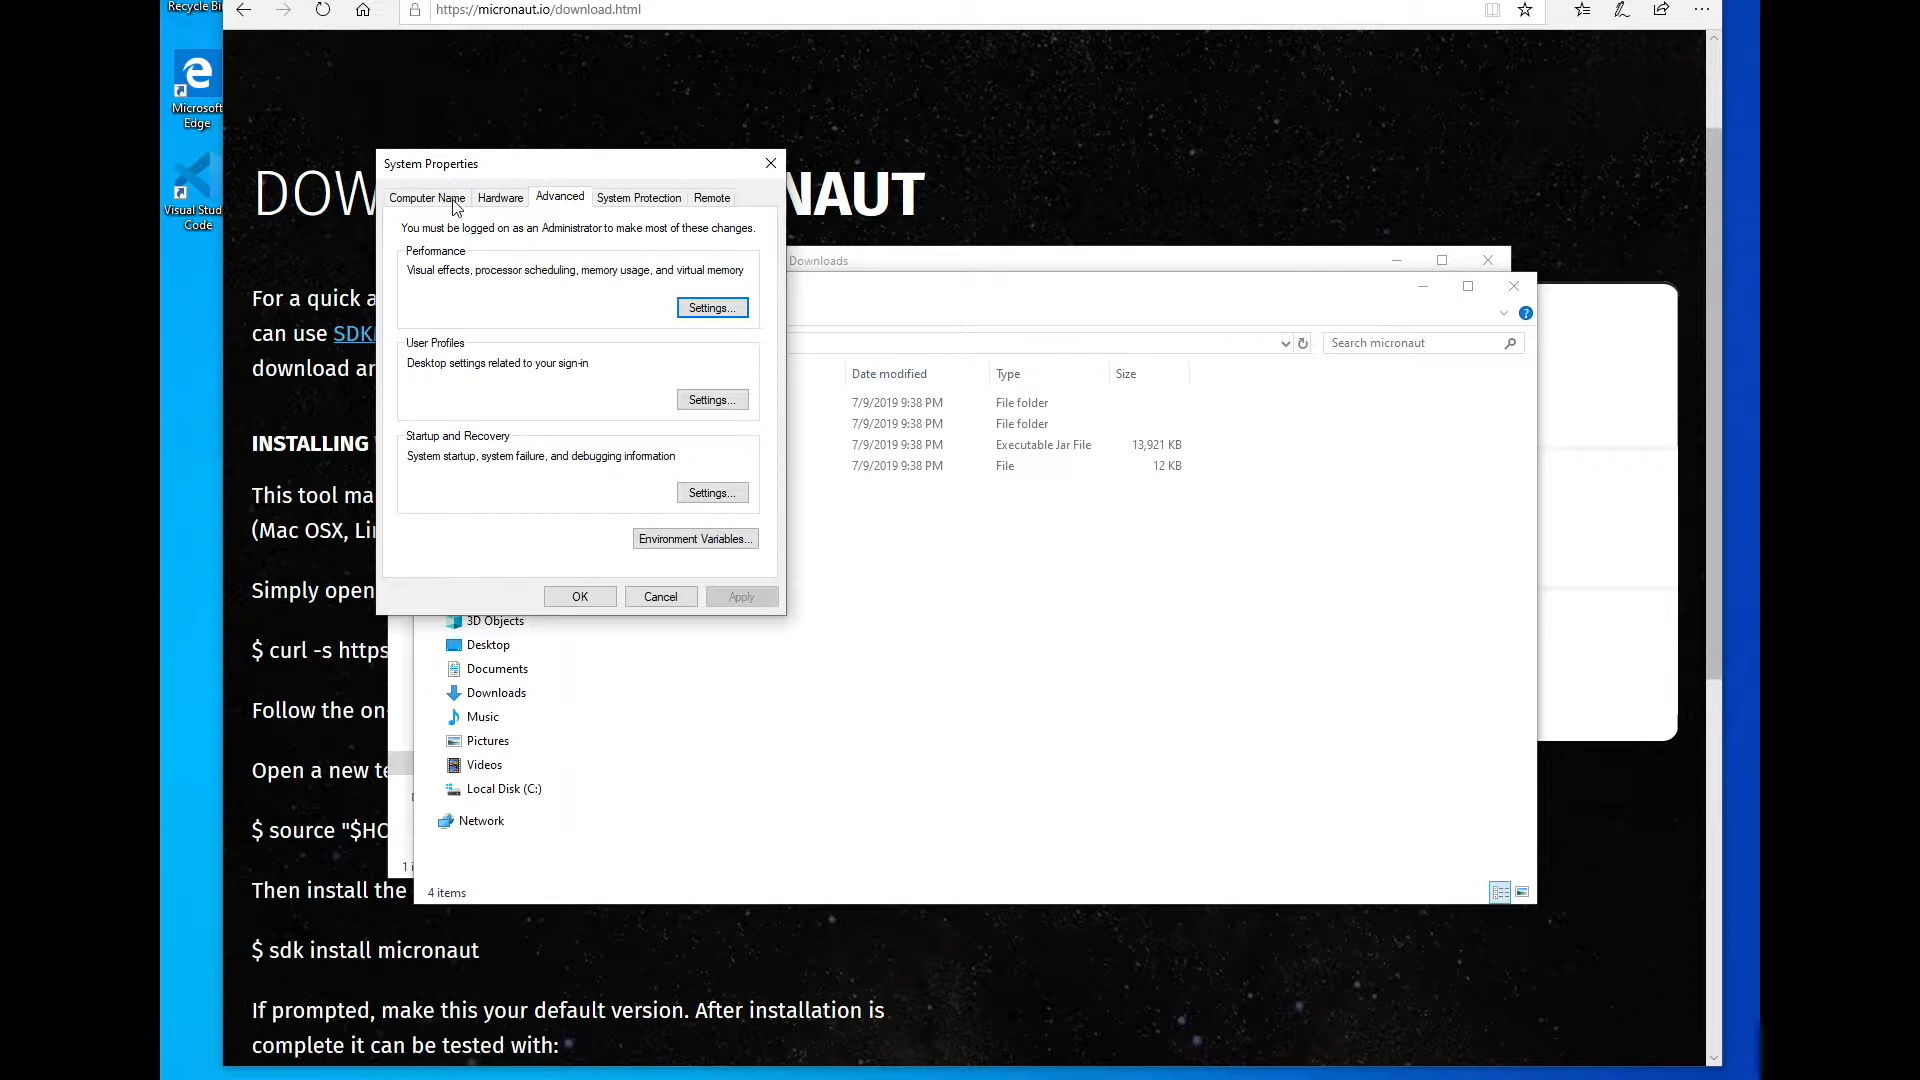 Recycle Bi
https://micronaut.io/download.html
Microsoft
Edge
Visual Stud
Code
DOW
NAUT
System Properties
Computer Name
Hardware
Advanced
System Protection
Remote
You must be logged on as an Administrator to make most of these changes.
Performance
Visual effects, processor scheduling, memory usage, and virtual memory
Settings...
User Profiles
Desktop settings related to your sign-in
Settings...
Startup and Recovery
System startup, system failure, and debugging information
Settings...
Environment Variables...
OK
Cancel
Apply
Downloads
Search micronaut
Date modified
Type
Size
7/9/2019 9:38 PM
File folder
7/9/2019 9:38 PM
File folder
7/9/2019 9:38 PM
Executable Jar File
13,921 KB
7/9/2019 9:38 PM
File
12 KB
3D Objects
Desktop
Documents
Downloads
Music
Pictures
Videos
Local Disk (C:)
Network
4 items
1 i
For a quick a
can use SDK
download an
INSTALLING
This tool ma
(Mac OSX, Li
Simply open
$ curl -s https
Follow the on-
Open a new te
$ source "$HO
Then install the
$ sdk install micronaut
If prompted, make this your default version. After installation is
complete it can be tested with: